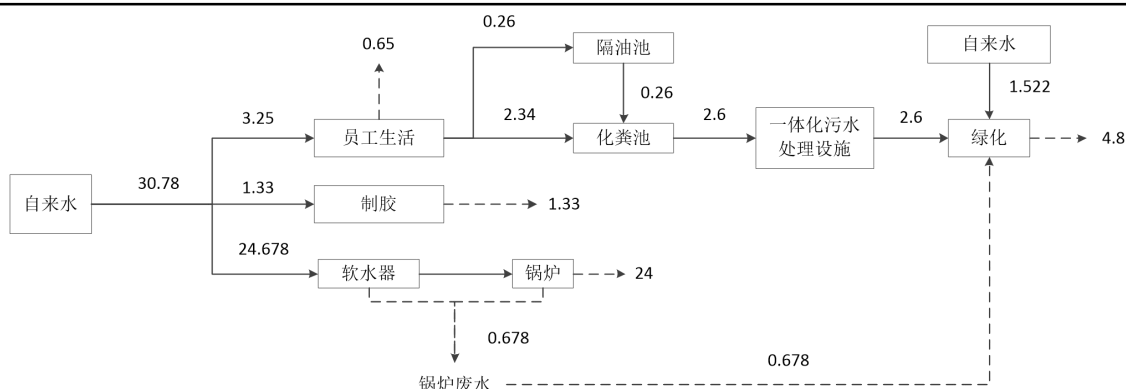 0.26
隔油池
自来水
0.65
0.26
1.522
3.25
员工生活
2.34
化粪池
2.6
一体化污水
处理设施
2.6
绿化
4.8
自来水
30.78
1.33
制胶
1.33
24.678
软水器
锅炉
24
0.678
0.678
锅炉废水